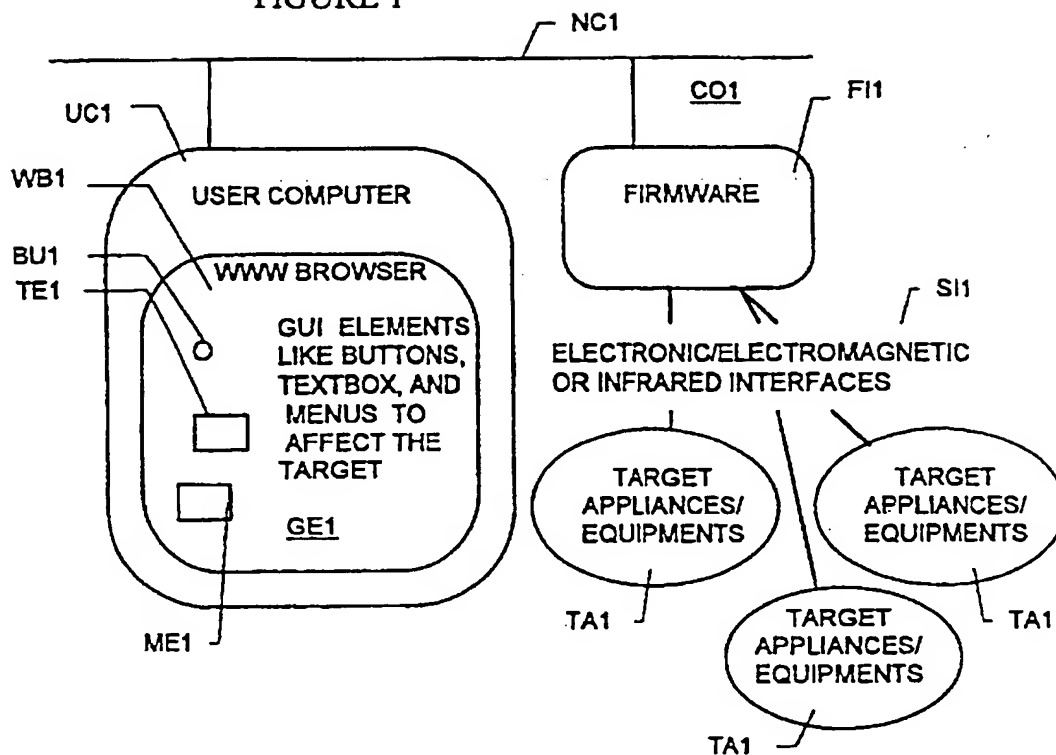 FIGURE 1
NC1
CO1
FI1
UC1
WB1
USER COMPUTER
FIRMWARE
BU1
WWW BROWSER
TE1
SI1
GUI ELEMENTS
LIKE BUTTONS,
TEXTBOX, AND
MENUS TO
AFFECT THE
TARGET
GE1
ELECTRONIC/ELECTROMAGNETIC
OR INFRARED INTERFACES
TARGET
APPLIANCES/
EQUIPMENTS
TARGET
APPLIANCES/
EQUIPMENTS
TA1
TA1
ME1
TARGET
APPLIANCES/
EQUIPMENTS
TA1